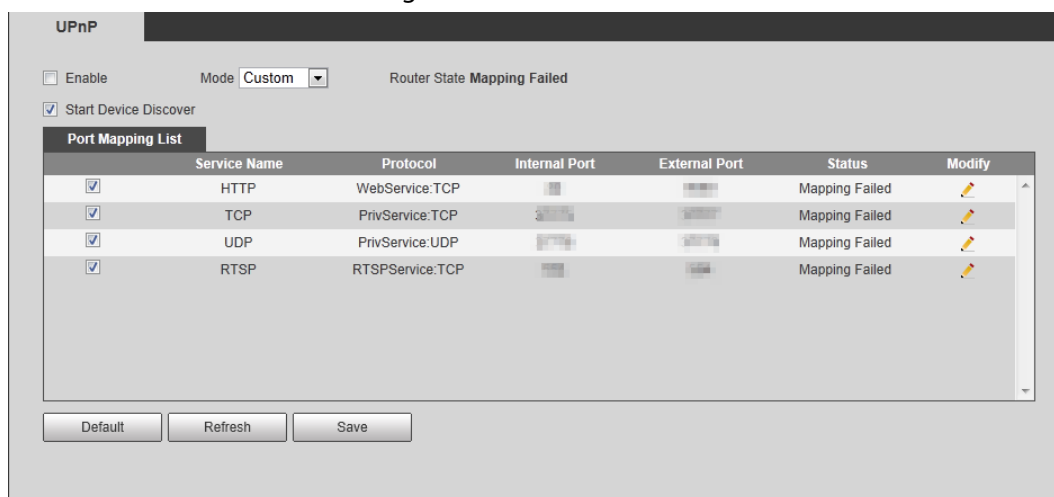 UPnP
Enable Mode Custom Router State Mapping Failed
Start Device Discover
Port Mapping List
Service Name Protocol Internal Port External Port Status Modify
HTTP WebService:TCP Mapping Failed
TCP PrivService:TCP Mapping Failed
UDP PrivService:UDP Mapping Failed
RTSP RTSPService:TCP Mapping Failed
Default Refresh Save